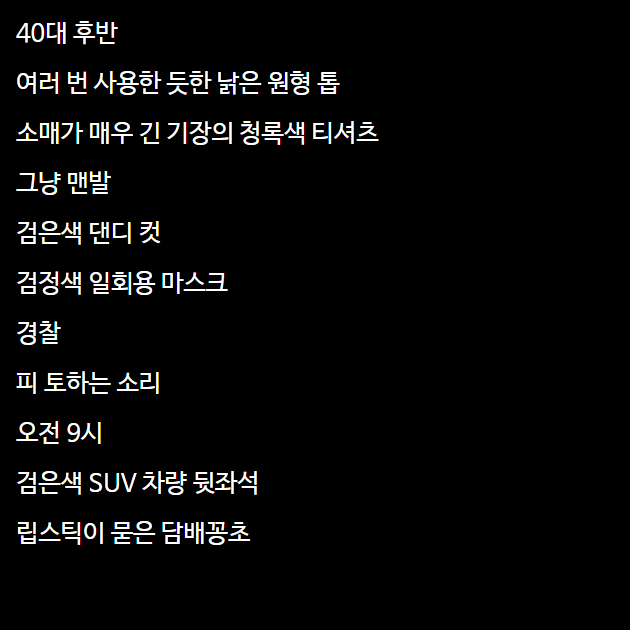 40대 후반
여러 번 사용한 듯한 낡은 원형 톱
소매가 매우 긴 기장의 청록색 티셔츠
그냥 맨발
검은색 댄디 컷
검정색 일회용 마스크
경찰
피 토하는 소리
오전 9시
검은색 SUV 차량 뒷좌석
립스틱이 묻은 담배꽁초